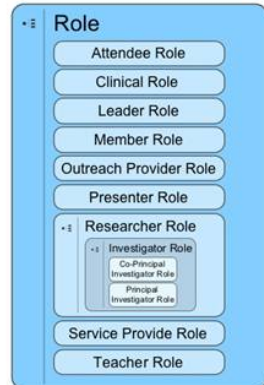 Role
Attendee Role
Clinical Role
Leader Role
Member Role
Outreach Provider Role
Presenter Role
Researcher Role
Investigator Role
Co-Principal
Investigator Role
Principal
Investigator Role
Service Provide Role
Teacher Role